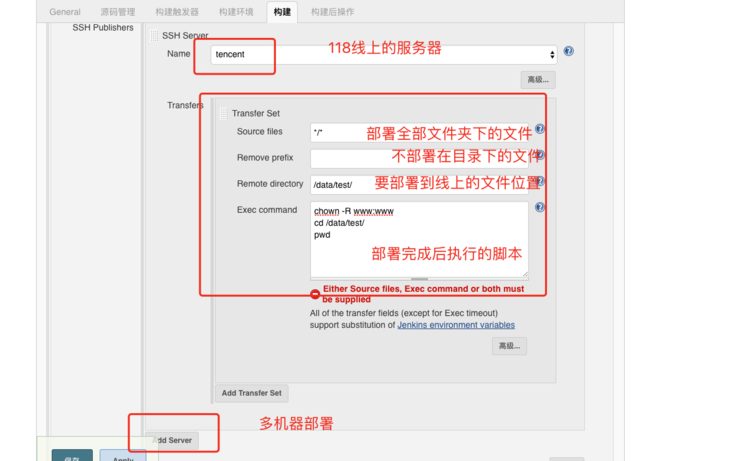 General 源码管理 构建触发器 构建环境 构建 构建后操作
SSH Publishers
SSH Server
Name tencent 118线上的服务器
高级...
Transfers
Transfer Set
Source files */* 部署全部文件夹下的文件
Remove prefix 不部署在目录下的文件
Remote directory /data/test/ 要部署到线上的文件位置
Exec command chown -R www:www
cd /data/test/
pwd
部署完成后执行的脚本
Either Source files, Exec command or both must
be supplied
All of the transfer fields (except for Exec timeout)
support substitution of Jenkins environment variables
高级...
Add Transfer Set
多机器部署
Add Server
保存 Apply